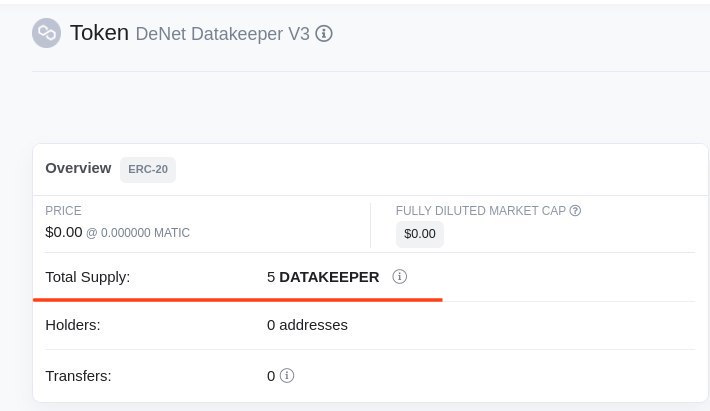 Token DeNet Datakeeper V3
Overview ERC-20
PRICE
$0.00 @ 0.000000 MATIC
FULLY DILUTED MARKET CAP
$0.00
Total Supply: 5 DATAKEEPER
Holders: 0 addresses
Transfers: 0